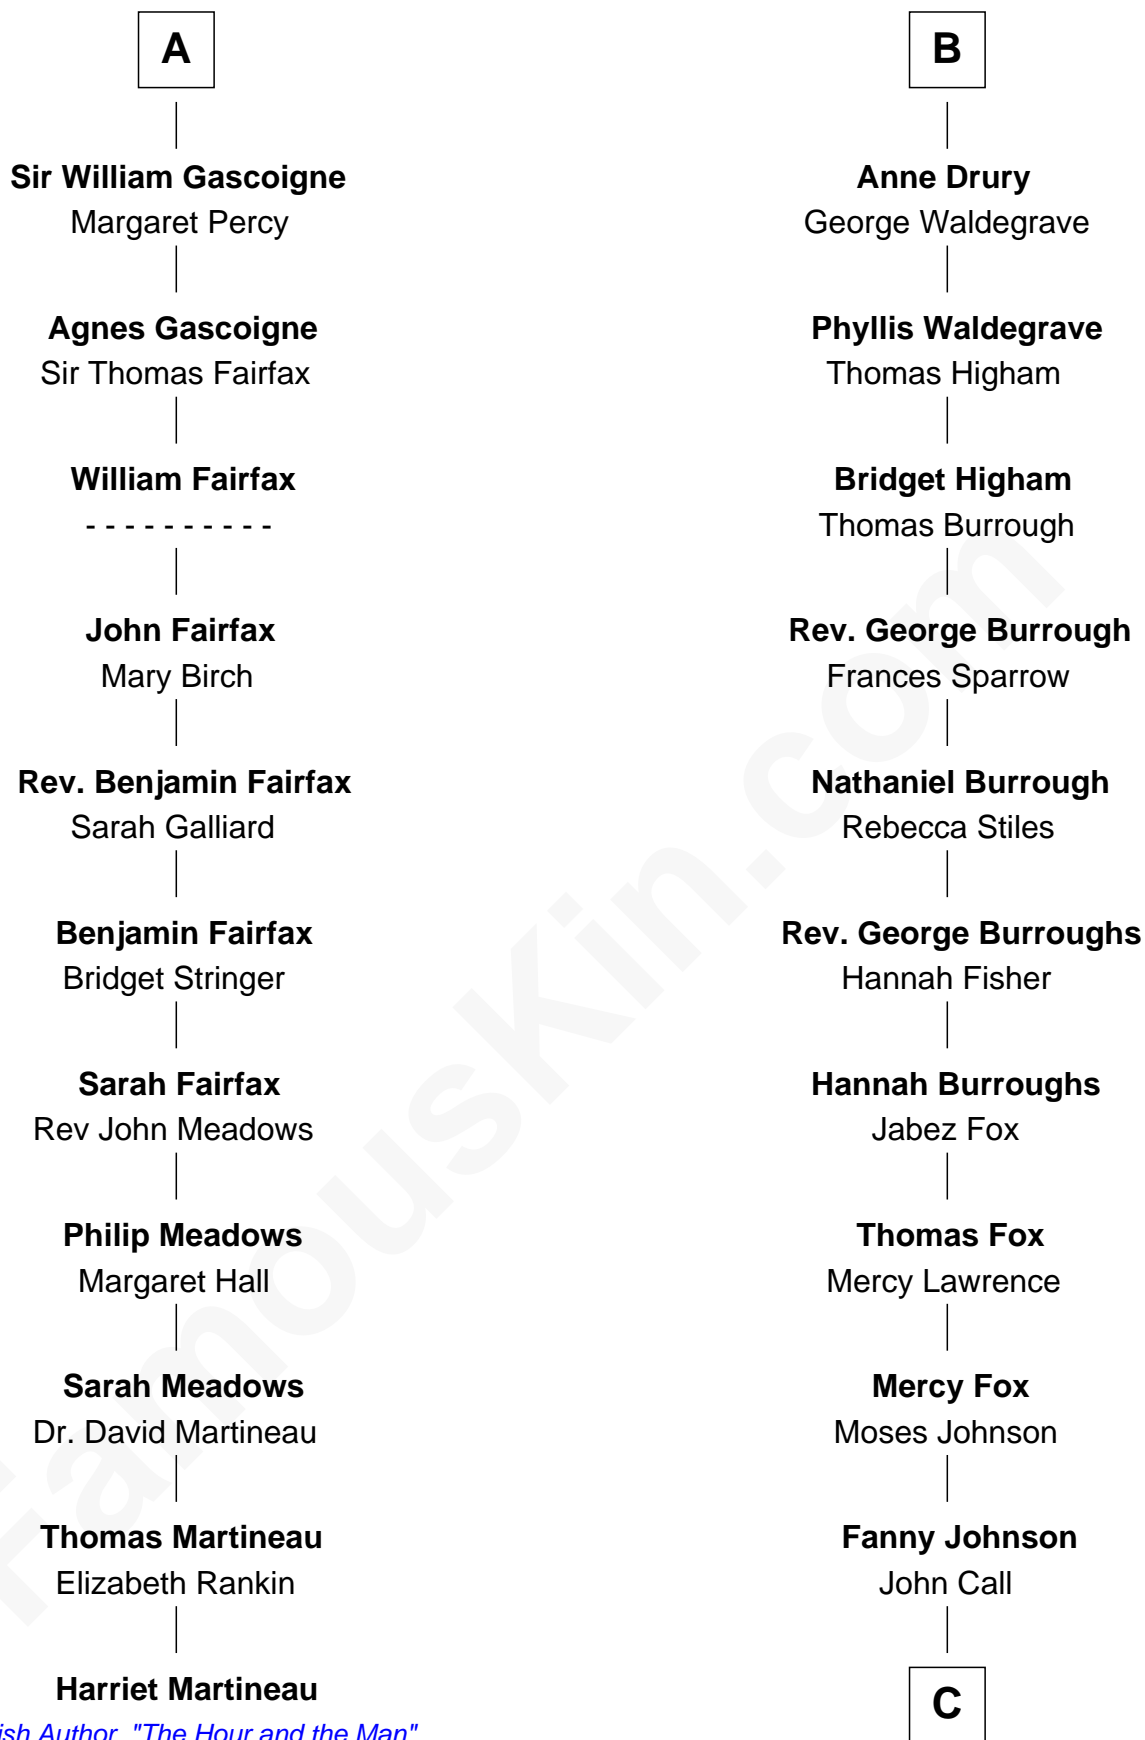 A
Sir William Gascoigne
Margaret Percy
Agnes Gascoigne
Sir Thomas Fairfax
William Fairfax
- - - - - - - - - -
John Fairfax
Mary Birch
Rev. Benjamin Fairfax
Sarah Galliard
Benjamin Fairfax
Bridget Stringer
Sarah Fairfax
Rev John Meadows
Philip Meadows
Margaret Hall
Sarah Meadows
Dr. David Martineau
Thomas Martineau
Elizabeth Rankin
Harriet Martineau
Author, "The Hour and the Man"
B
Anne Drury
George Waldegrave
Phyllis Waldegrave
Thomas Higham
Bridget Higham
Thomas Burrough
Rev. George Burrough
Frances Sparrow
Nathaniel Burrough
Rebecca Stiles
Rev. George Burroughs
Hannah Fisher
Hannah Burroughs
Jabez Fox
Thomas Fox
Mercy Lawrence
Mercy Fox
Moses Johnson
Fanny Johnson
John Call
C
FamousKin.com